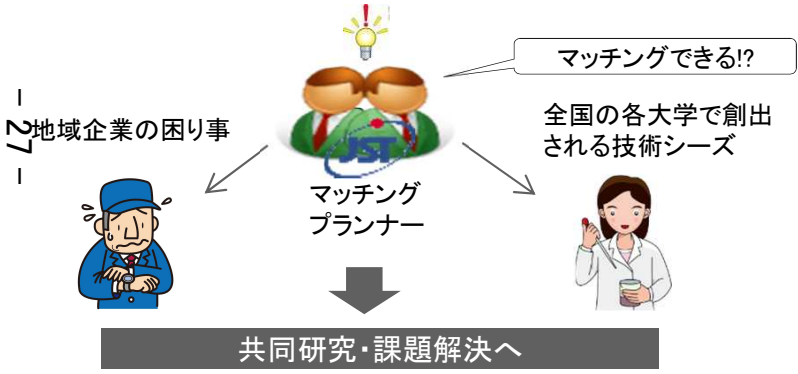 マッチングできる!?
全国の各大学で創出
される技術シーズ
地域企業の困り事
JST
マッチング
プランナー
共同研究・課題解決へ
− 27 −